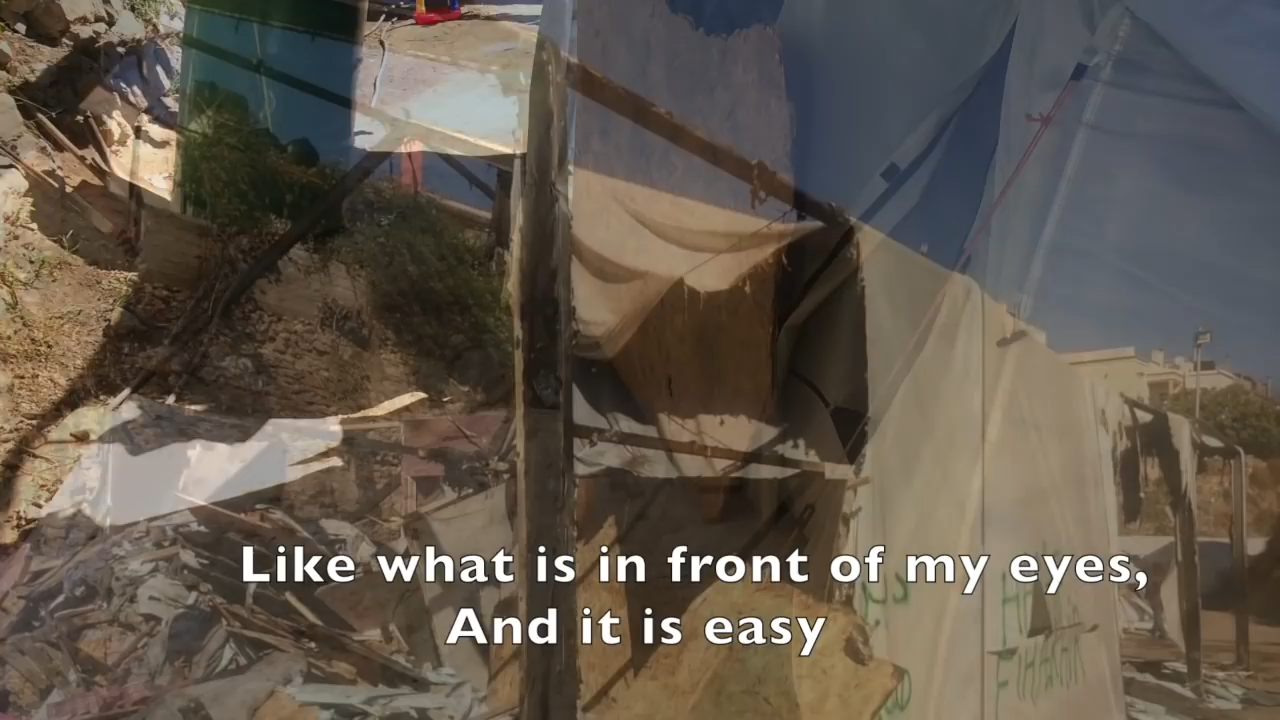 Like what is in front of my eyes,
And it is easy